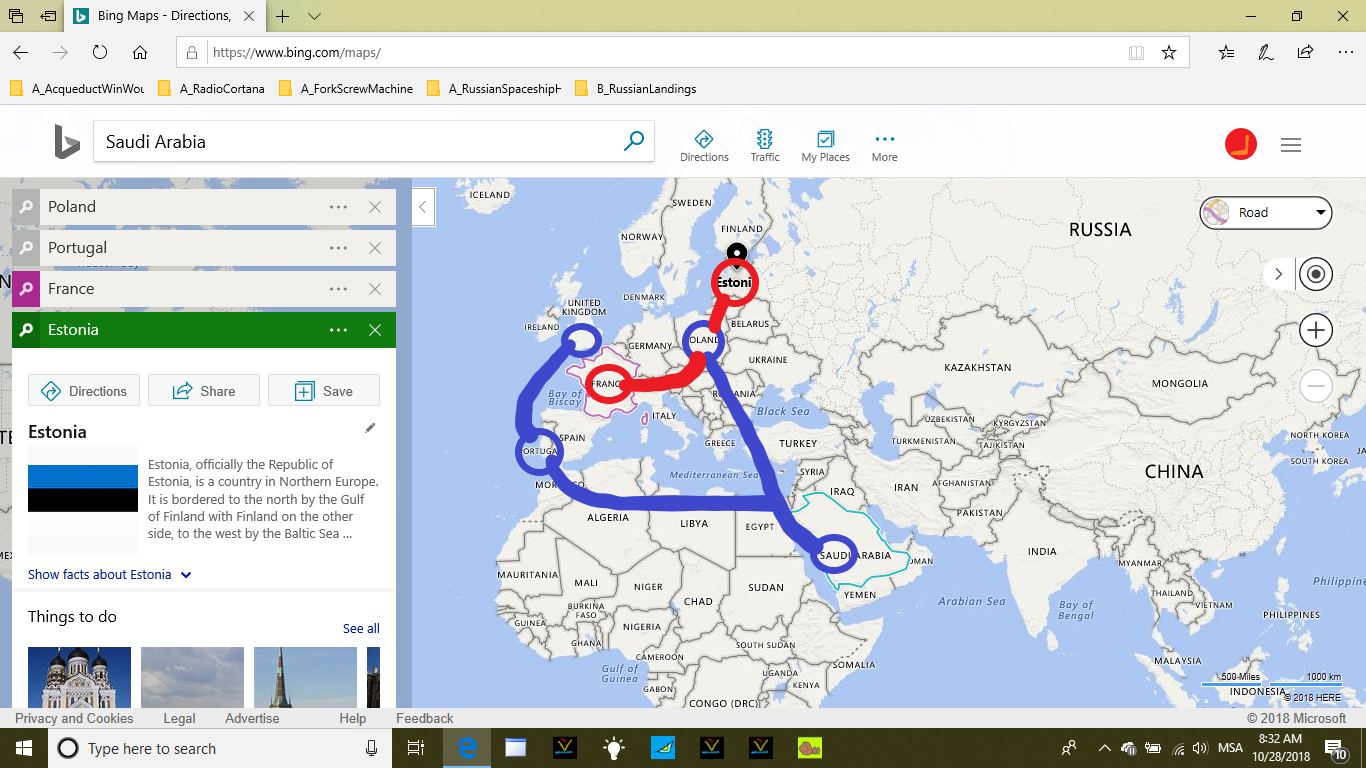 Bing Maps - Directions,
https://www.bing.com/maps/
A_AcqueductWinWou
A_RadioCortana
A_ForkScrewMachine
A_RussianSpaceshipH
B_RussianLandings
Saudi Arabia
Directions
Traffic
My Places
More
Poland
Portugal
France
Estonia
Directions
Share
Save
Estonia
Estonia, officially the Republic of
Estonia, is a country in Northern Europe.
It is bordered to the north by the Gulf
of Finland with Finland on the other
side, to the west by the Baltic Sea ...
Show facts about Estonia
Things to do
See all
Road
ICELAND
SWEDEN
FINLAND
NORWAY
RUSSIA
Estoni
DENMARK
UNITED
KINGDOM
IRELAND
BELARUS
OLAND
GERMANY
UKRAINE
FRANC
KAZAKHSTAN
MONGOLIA
Bay of
Biscay
ITALY
Black Sea
UZBEKISTAN
KYRGYZSTAN
SPAIN
GREECE
TURKEY
TURKMENISTAN
TAJIKISTAN
NORTH KOREA
PORTUGA
SOUTH KOREA
JA
Mediterranean Sea
SYRIA
CHINA
IRAQ
IRAN
AFGHANISTAN
ALGERIA
LIBYA
EGYPT
PAKISTAN
SAUDI ARABIA
OMAN
INDIA
MYANMAR
MAURITANIA
MALI
NIGER
SUDAN
YEMEN
CHAD
Arabian Sea
Bay of
Bengal
THAILAND
VIETNAM
Philippine
PHILIPPINES
BURKINA
FASO
GUINEA
NIGERIA
GHANA
SOUTH SUDAN
CAMEROON
SOMALIA
MALAYSIA
Gulf of
Guinea
UGANDA
KENYA
GABON
CONGO (DRC)
INDONESIA
500 Miles
1000 km
© 2018 HERE
Privacy and Cookies
Legal
Advertise
Help
Feedback
© 2018 Microsoft
Type here to search
MSA
8:32 AM
10/28/2018
10